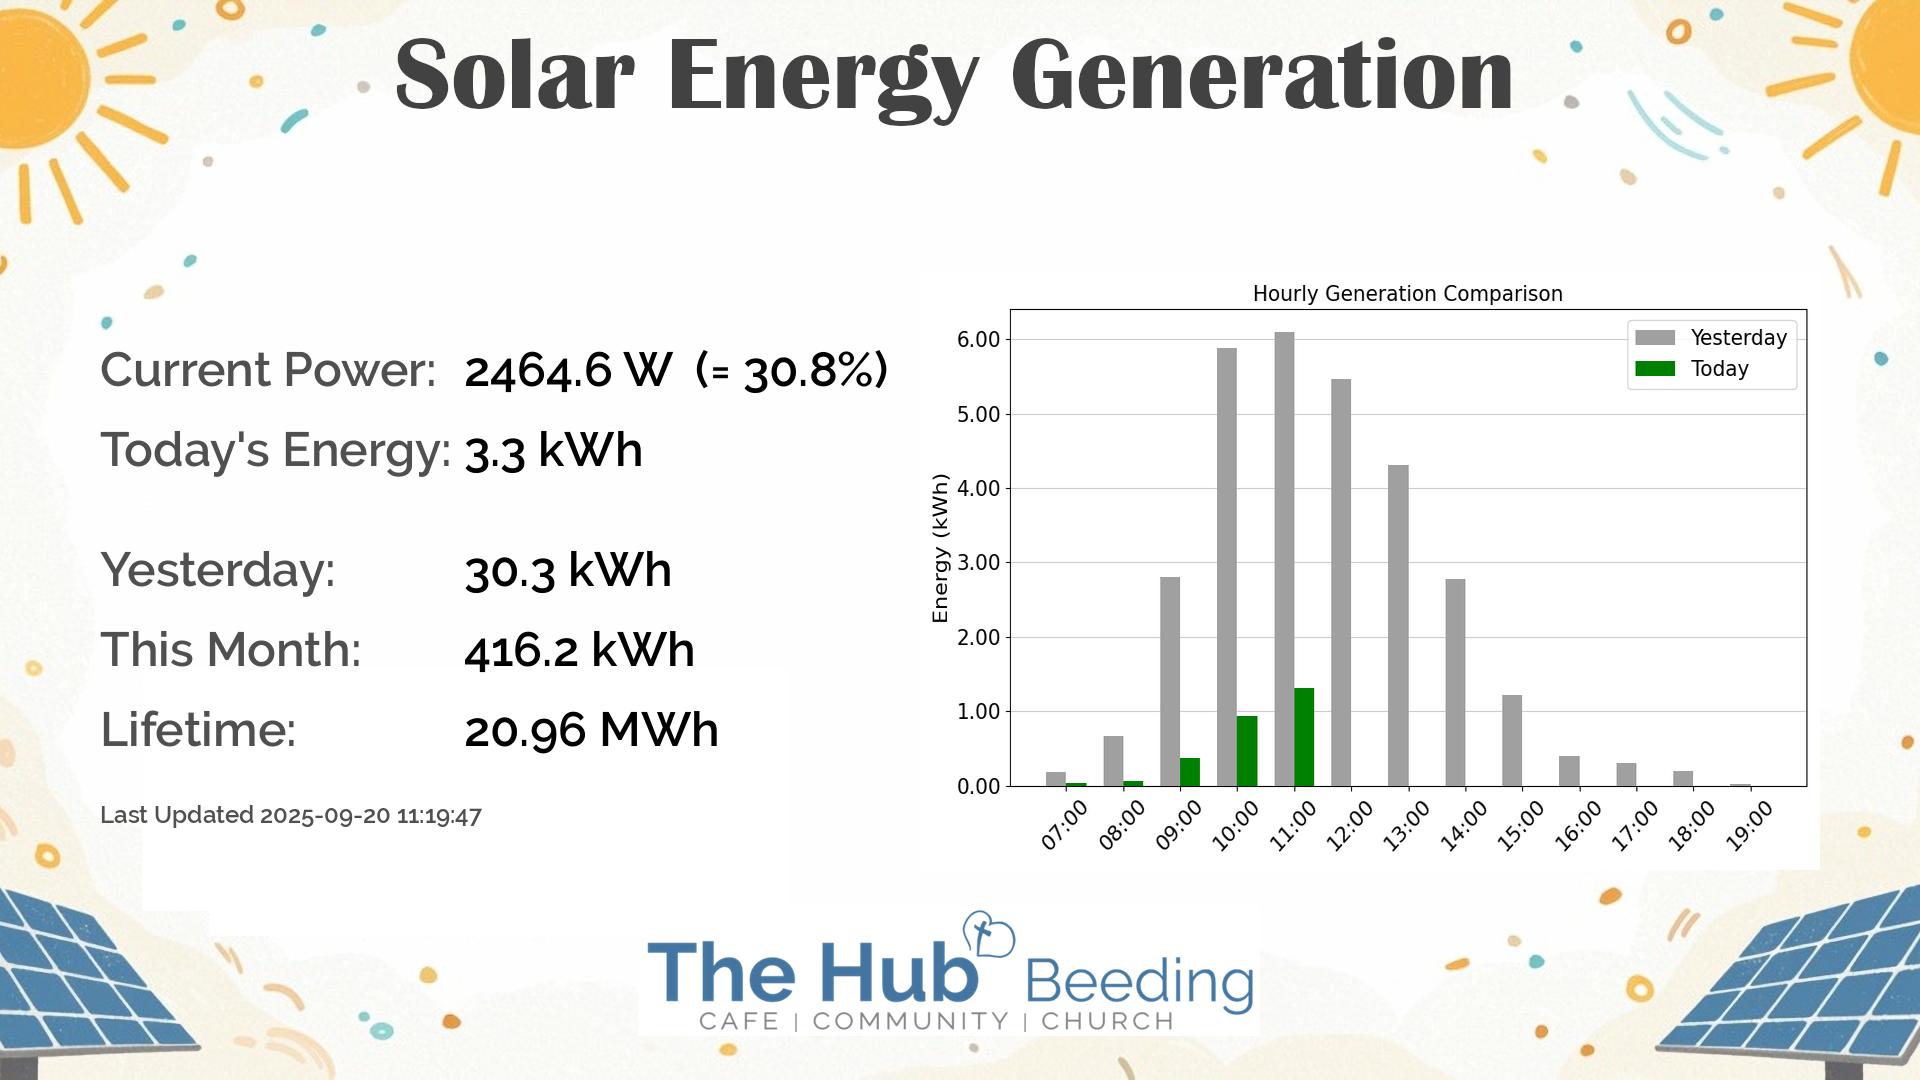 Solar Energy Generation
Current Power: 2464.6 W (= 30.8%)
Today's Energy: 3.3 kWh
Yesterday: 30.3 kWh
This Month: 416.2 kWh
Lifetime: 20.96 MWh
Last Updated 2025-09-20 11:19:47
Hourly Generation Comparison
Yesterday
Today
Energy (kWh)
6.00
5.00
4.00
3.00
2.00
1.00
0.00
07:00 08:00 09:00 10:00 11:00 12:00 13:00 14:00 15:00 16:00 17:00 18:00 19:00
The Hub Beeding
CAFE | COMMUNITY | CHURCH